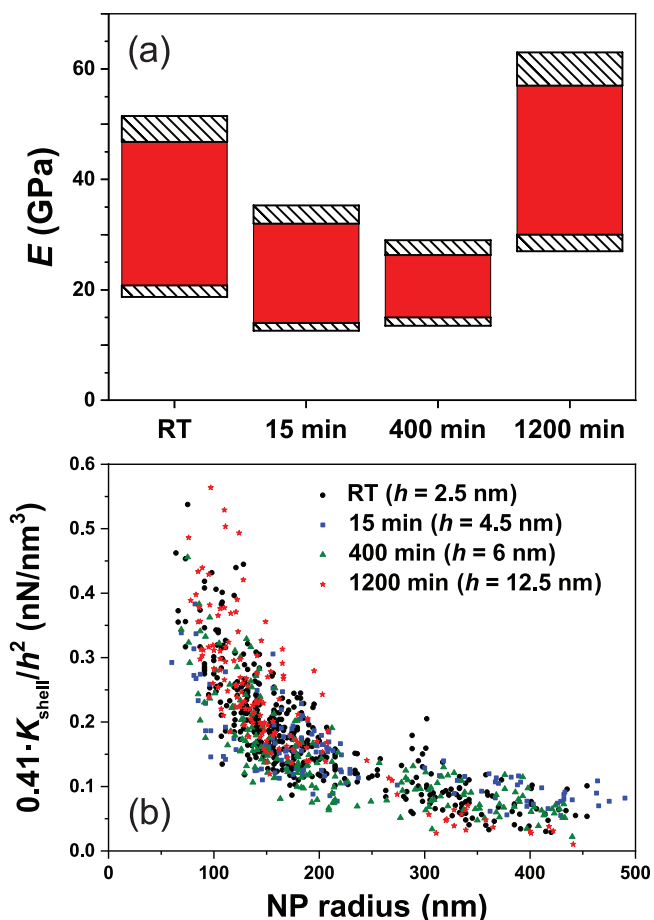 (a)
E (GPa)
60
40
20
0
RT 15 min 400 min 1200 min
0.41·K_shell/h² (nN/nm³)
0.6
0.5
0.4
0.3
0.2
0.1
0.0
RT (h = 2.5 nm)
15 min (h = 4.5 nm)
400 min (h = 6 nm)
1200 min (h = 12.5 nm)
(b)
0 100 200 300 400 500
NP radius (nm)